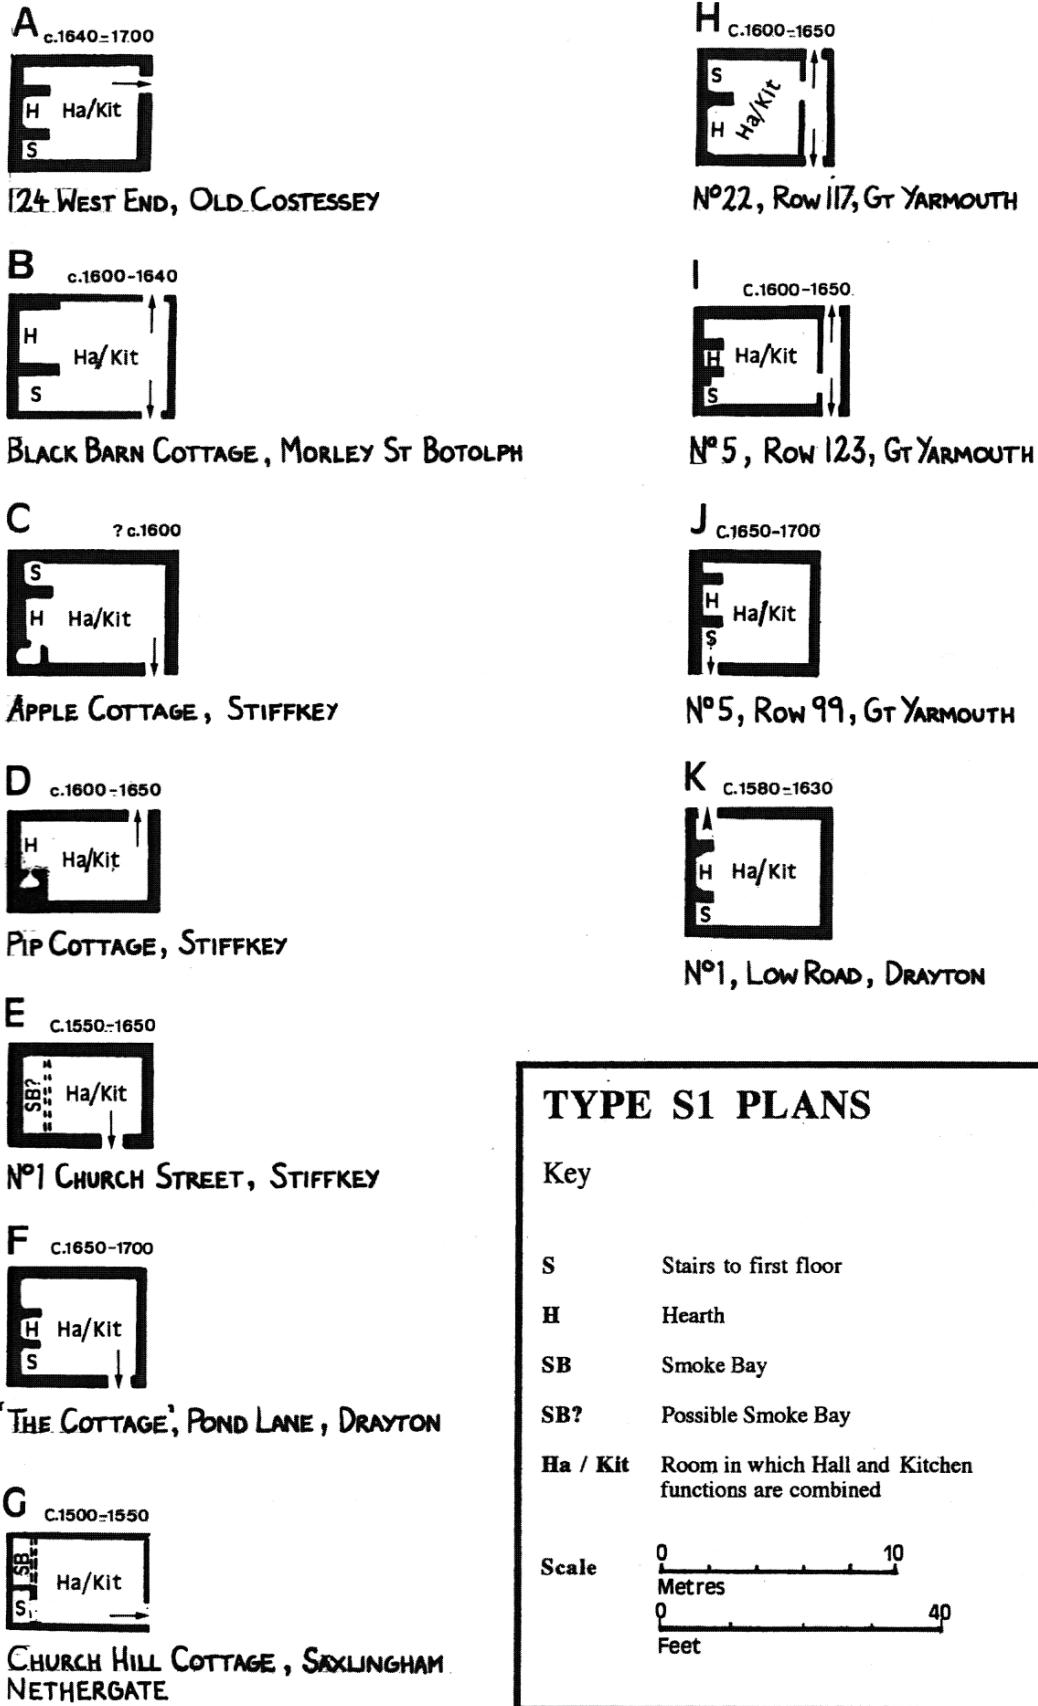 A c.1640-1700
H Ha/Kit
S
124 WEST END, OLD COSTESSEY
B c.1600-1640
H
Ha/Kit
S
BLACK BARN COTTAGE, MORLEY ST BOTOLPH
C ? c.1600
S
H Ha/Kit
APPLE COTTAGE, STIFFKEY
D c.1600-1650
H
Ha/Kit
PIP COTTAGE, STIFFKEY
E C.1550-1650
SB? Ha/Kit
Nº1 CHURCH STREET, STIFFKEY
F C.1650-1700
H Ha/Kit
S
'THE COTTAGE', POND LANE, DRAYTON
G C.1500-1550
SB
Ha/Kit
S
CHURCH HILL COTTAGE, SAXLINGHAM
NETHERGATE
H C.1600-1650
S
Ha/Kit
H
Nº22, ROW 117, GT YARMOUTH
I C.1600-1650
H Ha/Kit
S
Nº5, ROW 123, GT YARMOUTH
J C.1650-1700
H Ha/Kit
S
Nº5, ROW 99, GT YARMOUTH
K C.1580-1630
H Ha/Kit
S
Nº1, LOW ROAD, DRAYTON
TYPE S1 PLANS
Key
S Stairs to first floor
H Hearth
SB Smoke Bay
SB? Possible Smoke Bay
Ha / Kit Room in which Hall and Kitchen
functions are combined
Scale 0 10
Metres
0 40
Feet